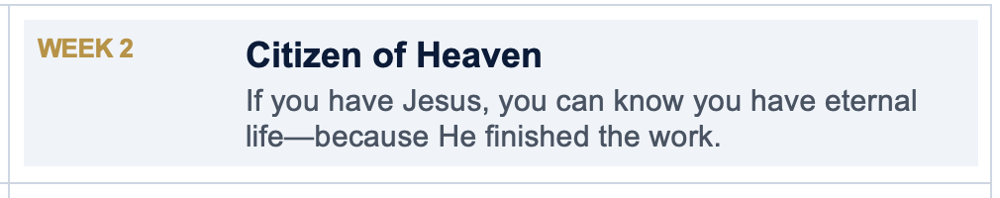 WEEK 2
Citizen of Heaven
If you have Jesus, you can know you have eternal
life—because He finished the work.